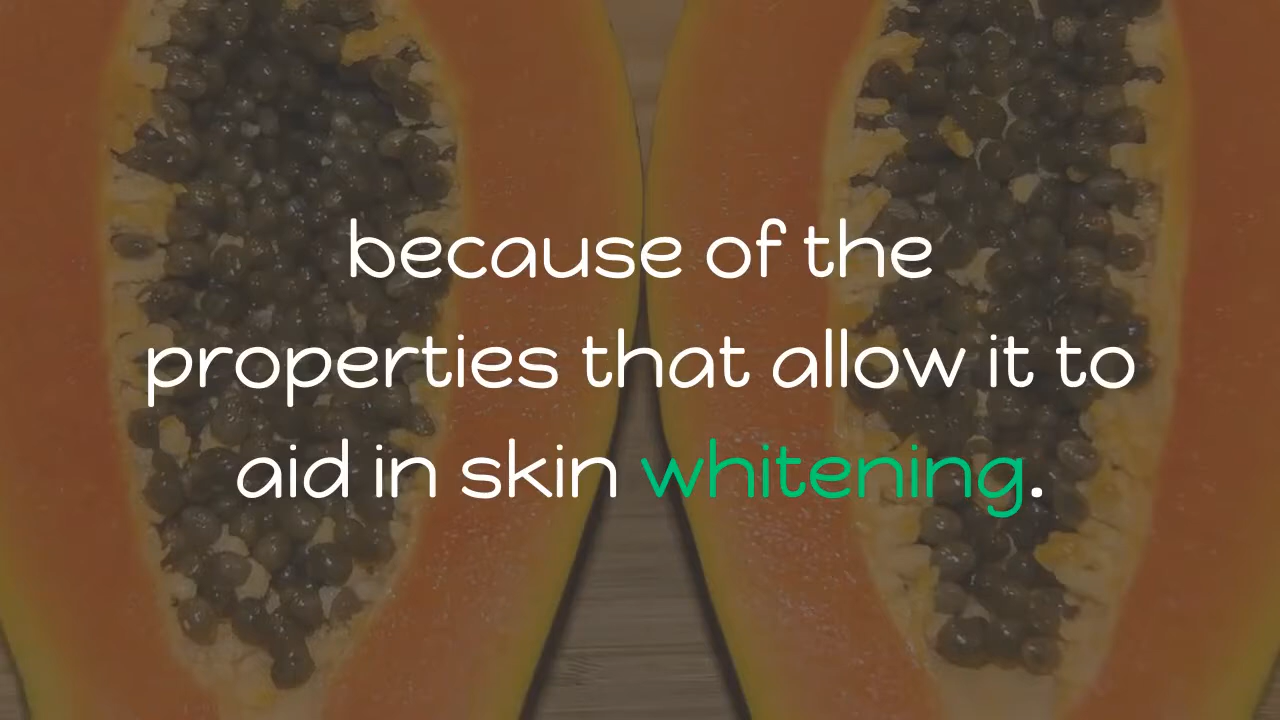 because of the
properties that allow it to
aid in skin whitening.